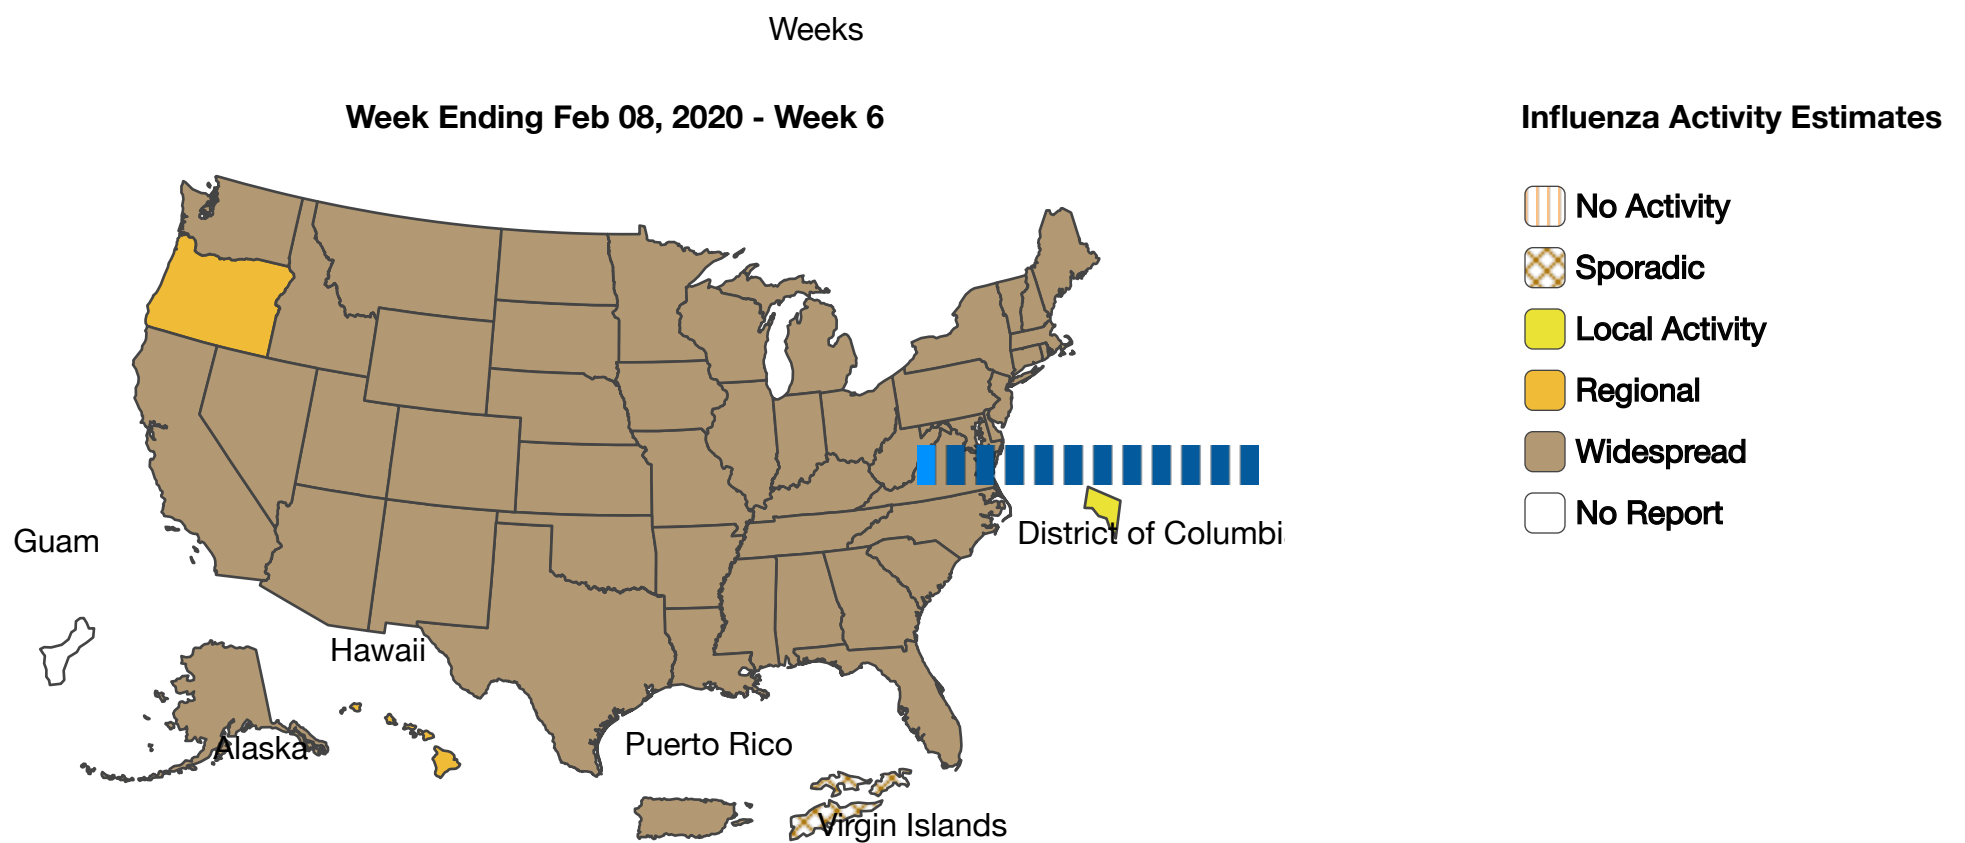 Weeks
Week Ending Feb 08, 2020 - Week 6
Influenza Activity Estimates
No Activity
Sporadic
Local Activity
Regional
Widespread
No Report
District of Columbi
Guam
Hawaii
Alaska
Puerto Rico
Virgin Islands